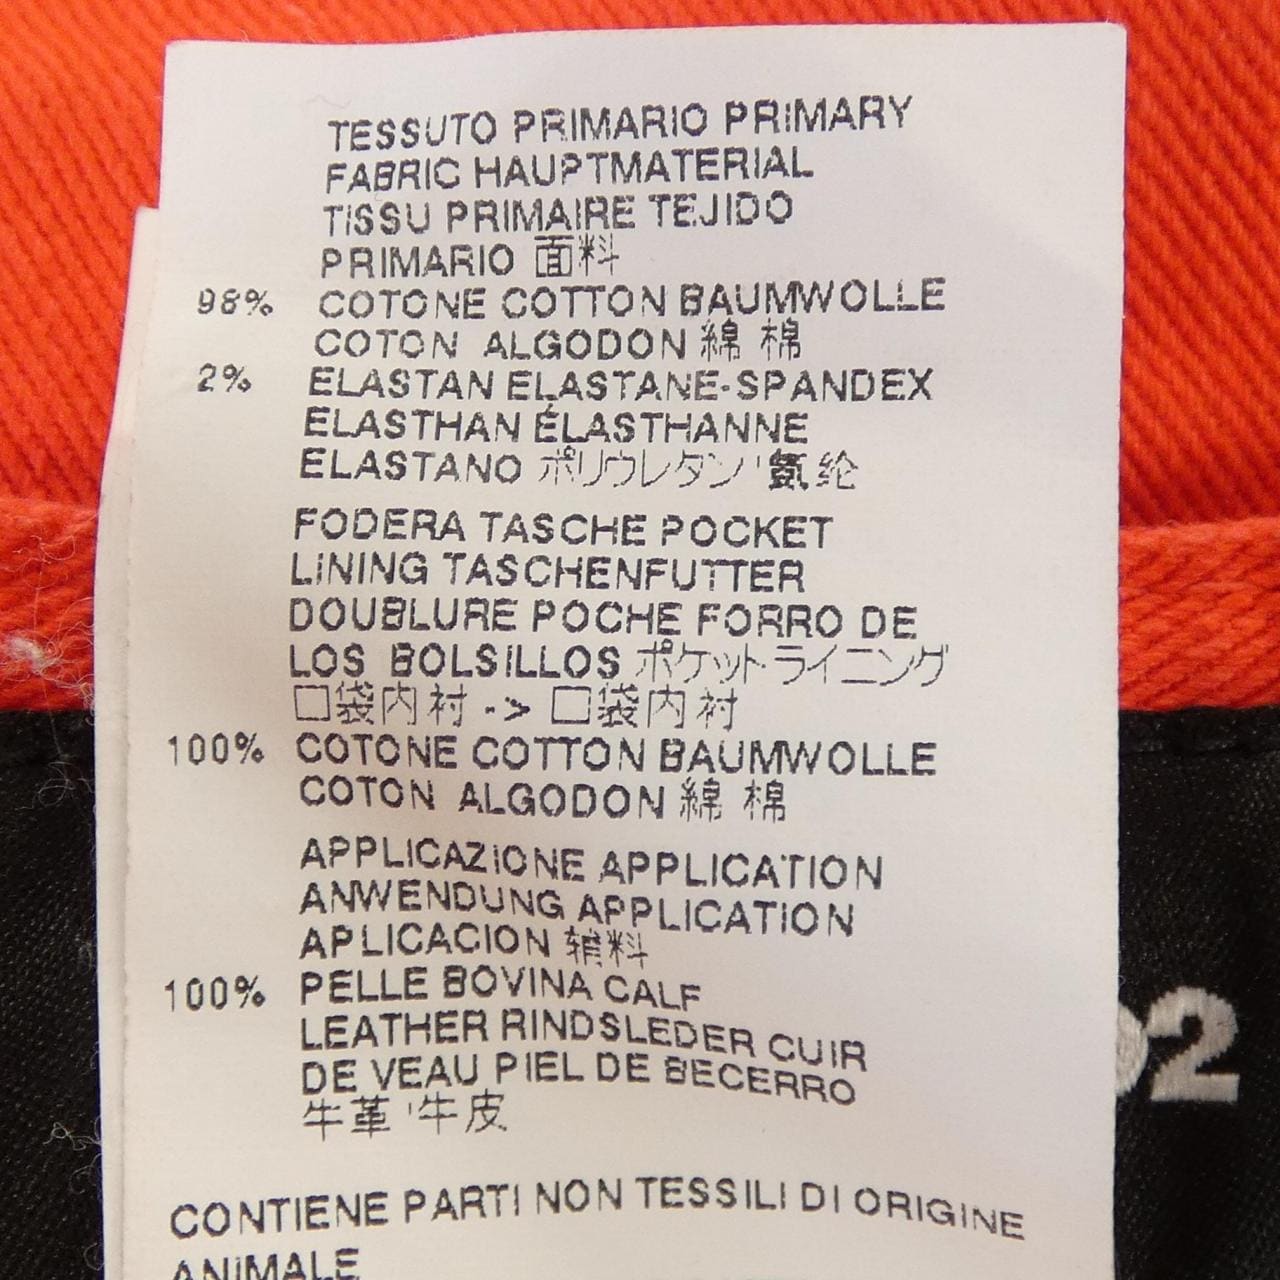 TESSUTO PRIMARIO PRIMARY
FABRIC HAUPTMATERIAL
TISSU PRIMAIRE TEJIDO
PRIMARIO 面料
98% COTONE COTTON BAUMWOLLE
COTON ALGODON 綿 棉
2% ELASTAN ELASTANE-SPANDEX
ELASTHAN ÉLASTHANNE
ELASTANO ポリウレタン' 氨纶
FODERA TASCHE POCKET
LINING TASCHENFUTTER
DOUBLURE POCHE FORRO DE
LOS BOLSILLOS ポケット・ライニング
口袋内衬 -> 口袋内衬
100% COTONE COTTON BAUMWOLLE
COTON ALGODON 綿 棉
APPLICAZIONE APPLICATION
ANWENDUNG APPLICATION
APLICACION 辅料
100% PELLE BOVINA CALF
LEATHER RINDSLEDER CUIR
DE VEAU PIEL DE BECERRO
牛革 '牛皮
CONTIENE PARTI NON TESSILI DI ORIGINE
ANIMALE